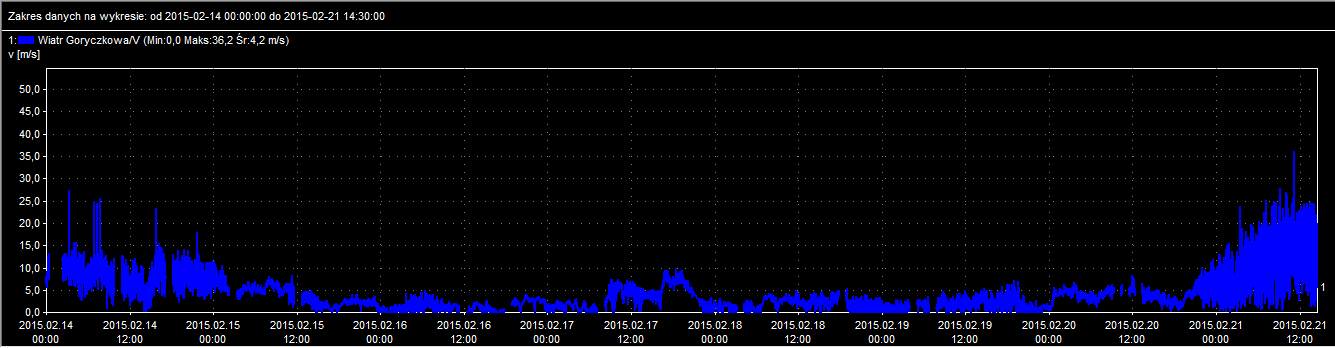 Zakres danych na wykresie: od 2015-02-14 00:00:00 do 2015-02-21 14:30:00
1: Wiatr Goryczkowa/V (Min:0,0 Maks:36,2 Śr:4,2 m/s)
v [m/s]
50,0
45,0
40,0
35,0
30,0
25,0
20,0
15,0
10,0
5,0
0,0
1
2015.02.14 2015.02.14 2015.02.15 2015.02.15 2015.02.16 2015.02.16 2015.02.17 2015.02.17 2015.02.18 2015.02.18 2015.02.19 2015.02.19 2015.02.20 2015.02.20 2015.02.21 2015.02.21
00:00 12:00 00:00 12:00 00:00 12:00 00:00 12:00 00:00 12:00 00:00 12:00 00:00 12:00 00:00 12:00